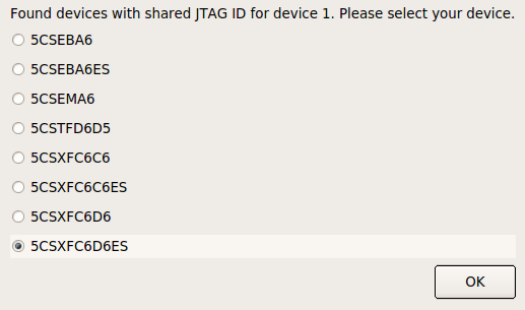 Found devices with shared JTAG ID for device 1. Please select your device.
5CSEBA6
5CSEBA6ES
5CSEMA6
5CSTFD6D5
5CSXFC6C6
5CSXFC6C6ES
5CSXFC6D6
5CSXFC6D6ES
OK